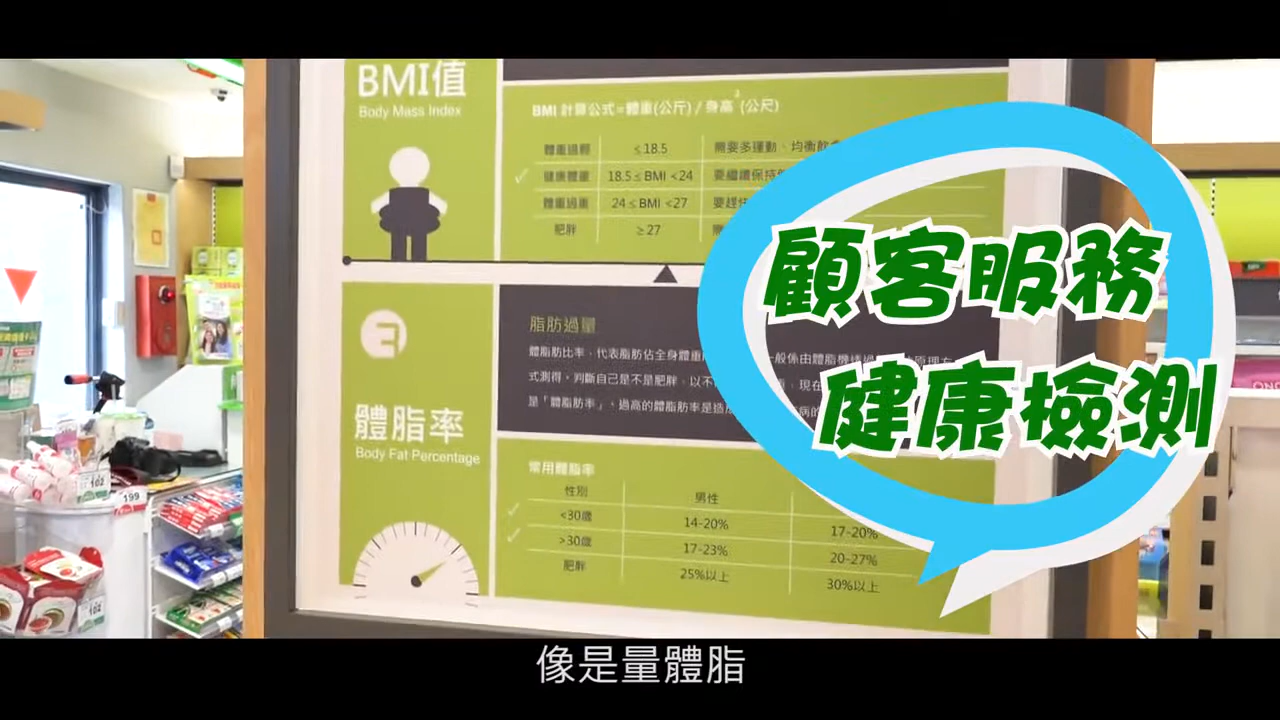 BMI值
Body Mass Index
BMI 計算公式=體重(公斤) / 身高2 (公尺)
體重過輕 ≤18.5 需要多運動、均衡飲
健康體重 18.5 ≤ BMI <24 要繼續保持
體重過重 24 ≤ BMI <27 要趕
肥胖 ≥27
顧客服務
健康檢測
3
體脂率
Body Fat Percentage
脂肪過量
體脂肪比率，代表脂肪佔全身體重 一般係由體脂機
式測得。判斷自己是不是肥胖，以不 現在
是「體脂肪率」，過高的體脂肪率是造
常用體脂率
性別 男性
<30歲 14-20% 17-20%
>30歲 17-23% 20-27%
肥胖 25%以上 30%以上
102
199
102
像是量體脂